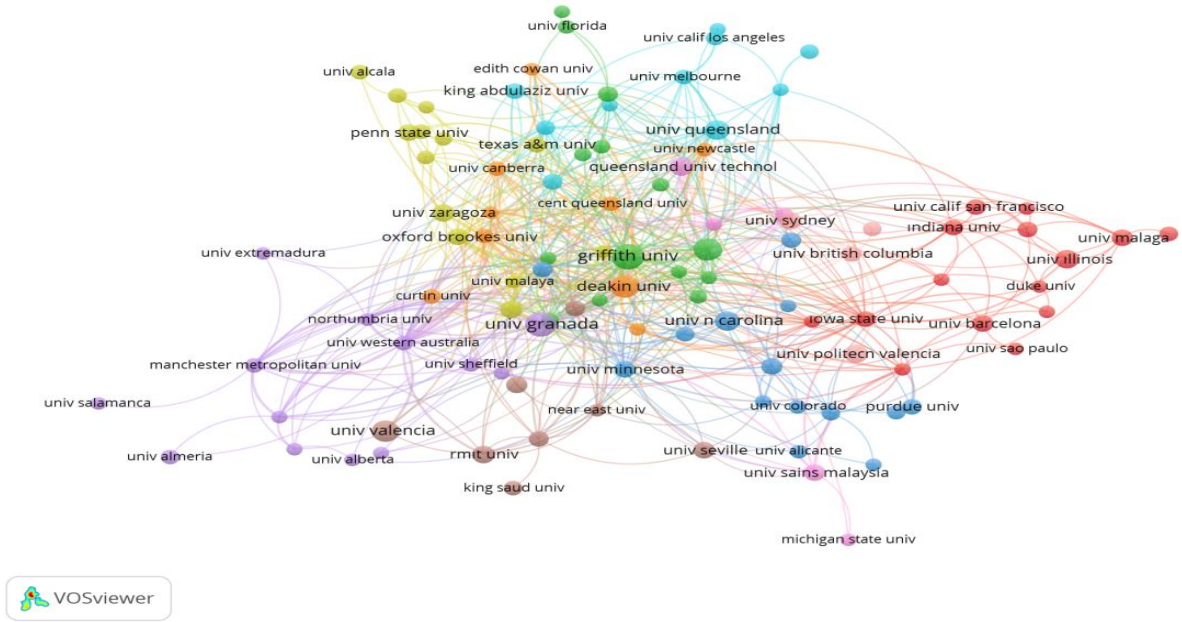 univ florida
univ calif los angeles
univ alcala
edith cowan univ
univ melbourne
king abdulaziz univ
penn state univ
univ queensland
texas a&m univ
univ newcastle
univ canberra
queensland univ technol
cent queensland univ
univ zaragoza
univ sydney
univ calif san francisco
indiana univ
oxford brookes univ
univ malaga
univ extremadura
griffith univ
univ british columbia
univ illinois
univ malaya
deakin univ
duke univ
curtin univ
northumbria univ
univ granada
univ n carolina
iowa state univ
univ barcelona
univ western australia
univ politecn valencia
univ sao paulo
manchester metropolitan univ
univ sheffield
univ minnesota
univ salamanca
near east univ
univ colorado
purdue univ
univ valencia
univ almeria
univ alberta
rmit univ
univ seville
univ alicante
univ sains malaysia
king saud univ
michigan state univ
VOSviewer